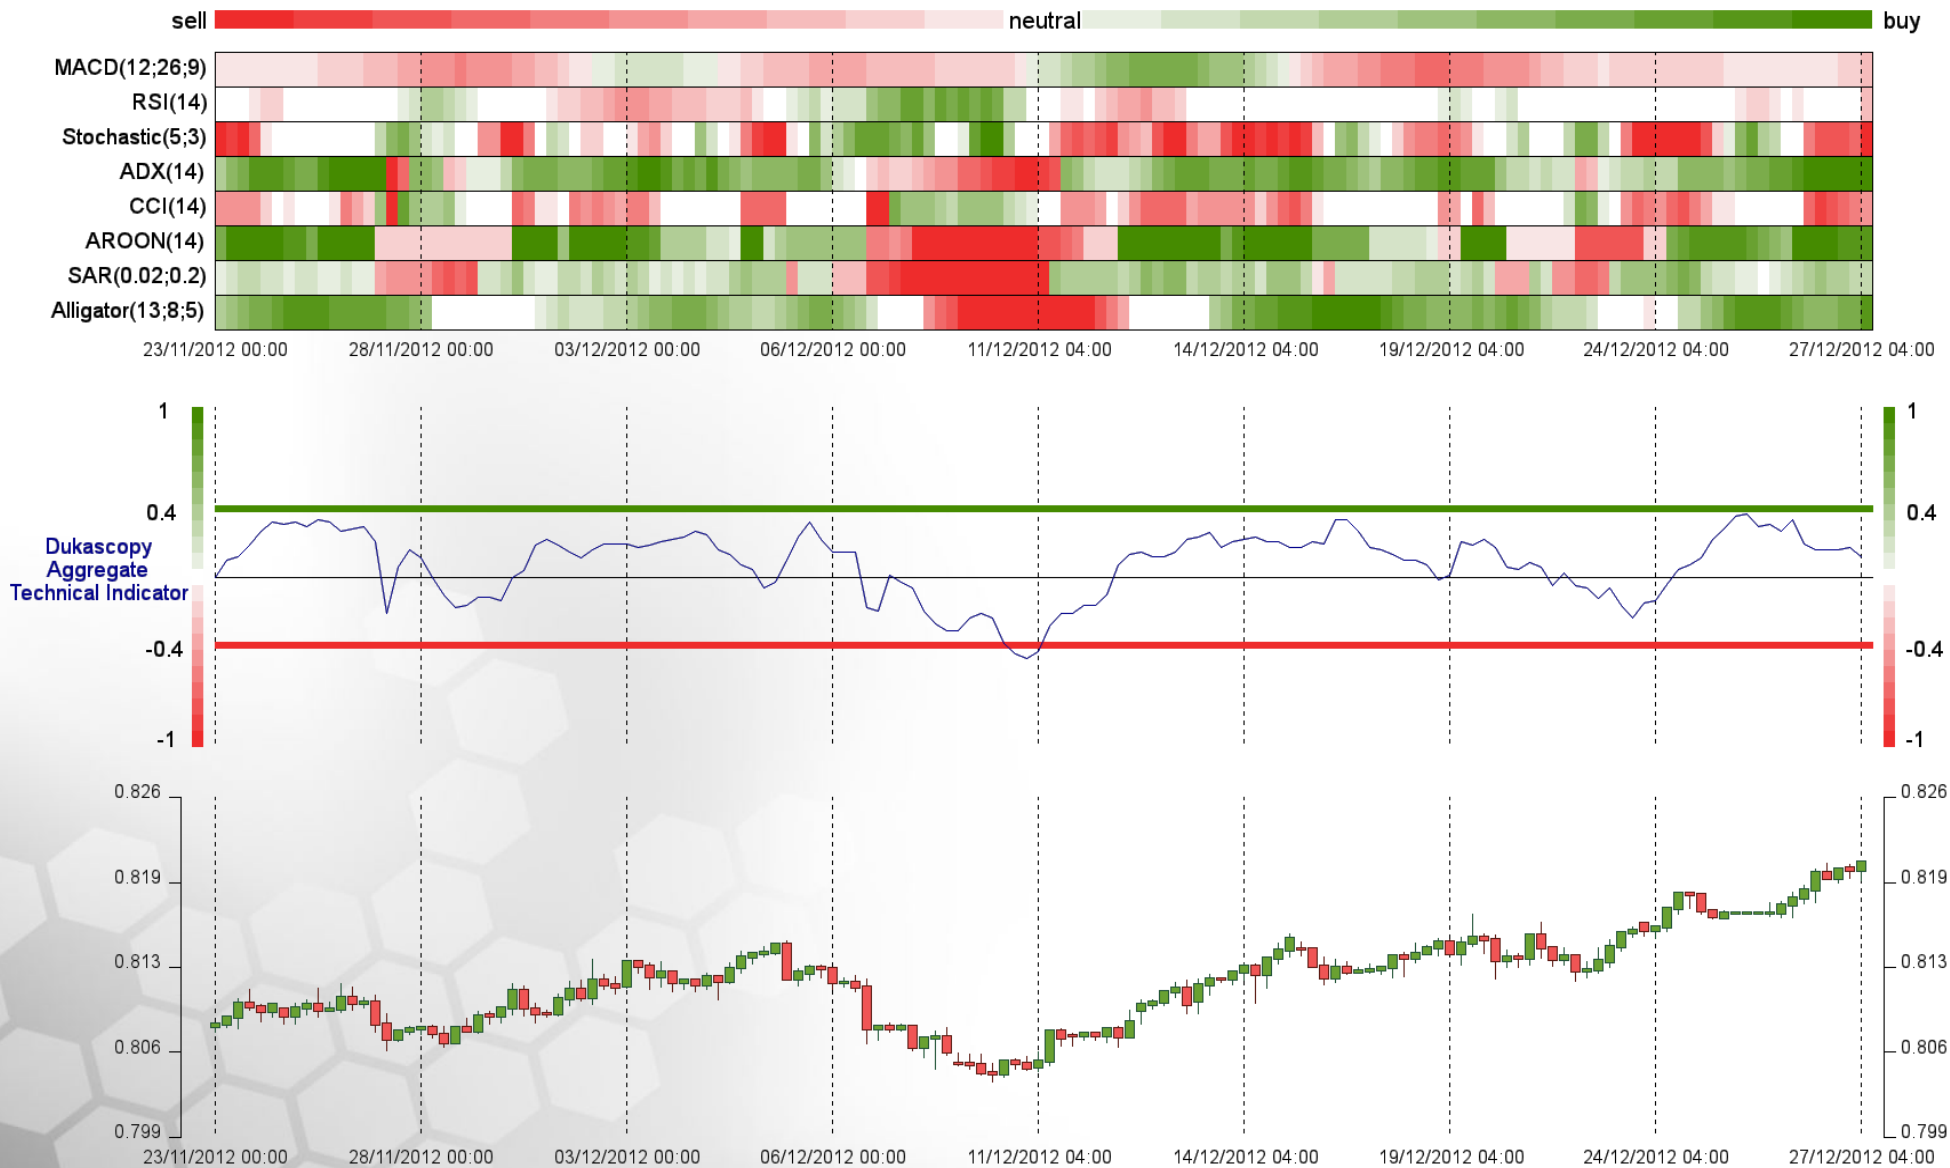 sell neutral buy
MACD(12;26;9)
RSI(14)
Stochastic(5;3)
ADX(14)
CCI(14)
AROON(14)
SAR(0.02;0.2)
Alligator(13;8;5)
23/11/2012 00:00 28/11/2012 00:00 03/12/2012 00:00 06/12/2012 00:00 11/12/2012 04:00 14/12/2012 04:00 19/12/2012 04:00 24/12/2012 04:00 27/12/2012 04:00
1 1
0.4 0.4
Dukascopy
Aggregate
Technical Indicator
-0.4 -0.4
-1 -1
0.826 0.826
0.819 0.819
0.813 0.813
0.806 0.806
0.799 0.799
23/11/2012 00:00 28/11/2012 00:00 03/12/2012 00:00 06/12/2012 00:00 11/12/2012 04:00 14/12/2012 04:00 19/12/2012 04:00 24/12/2012 04:00 27/12/2012 04:00